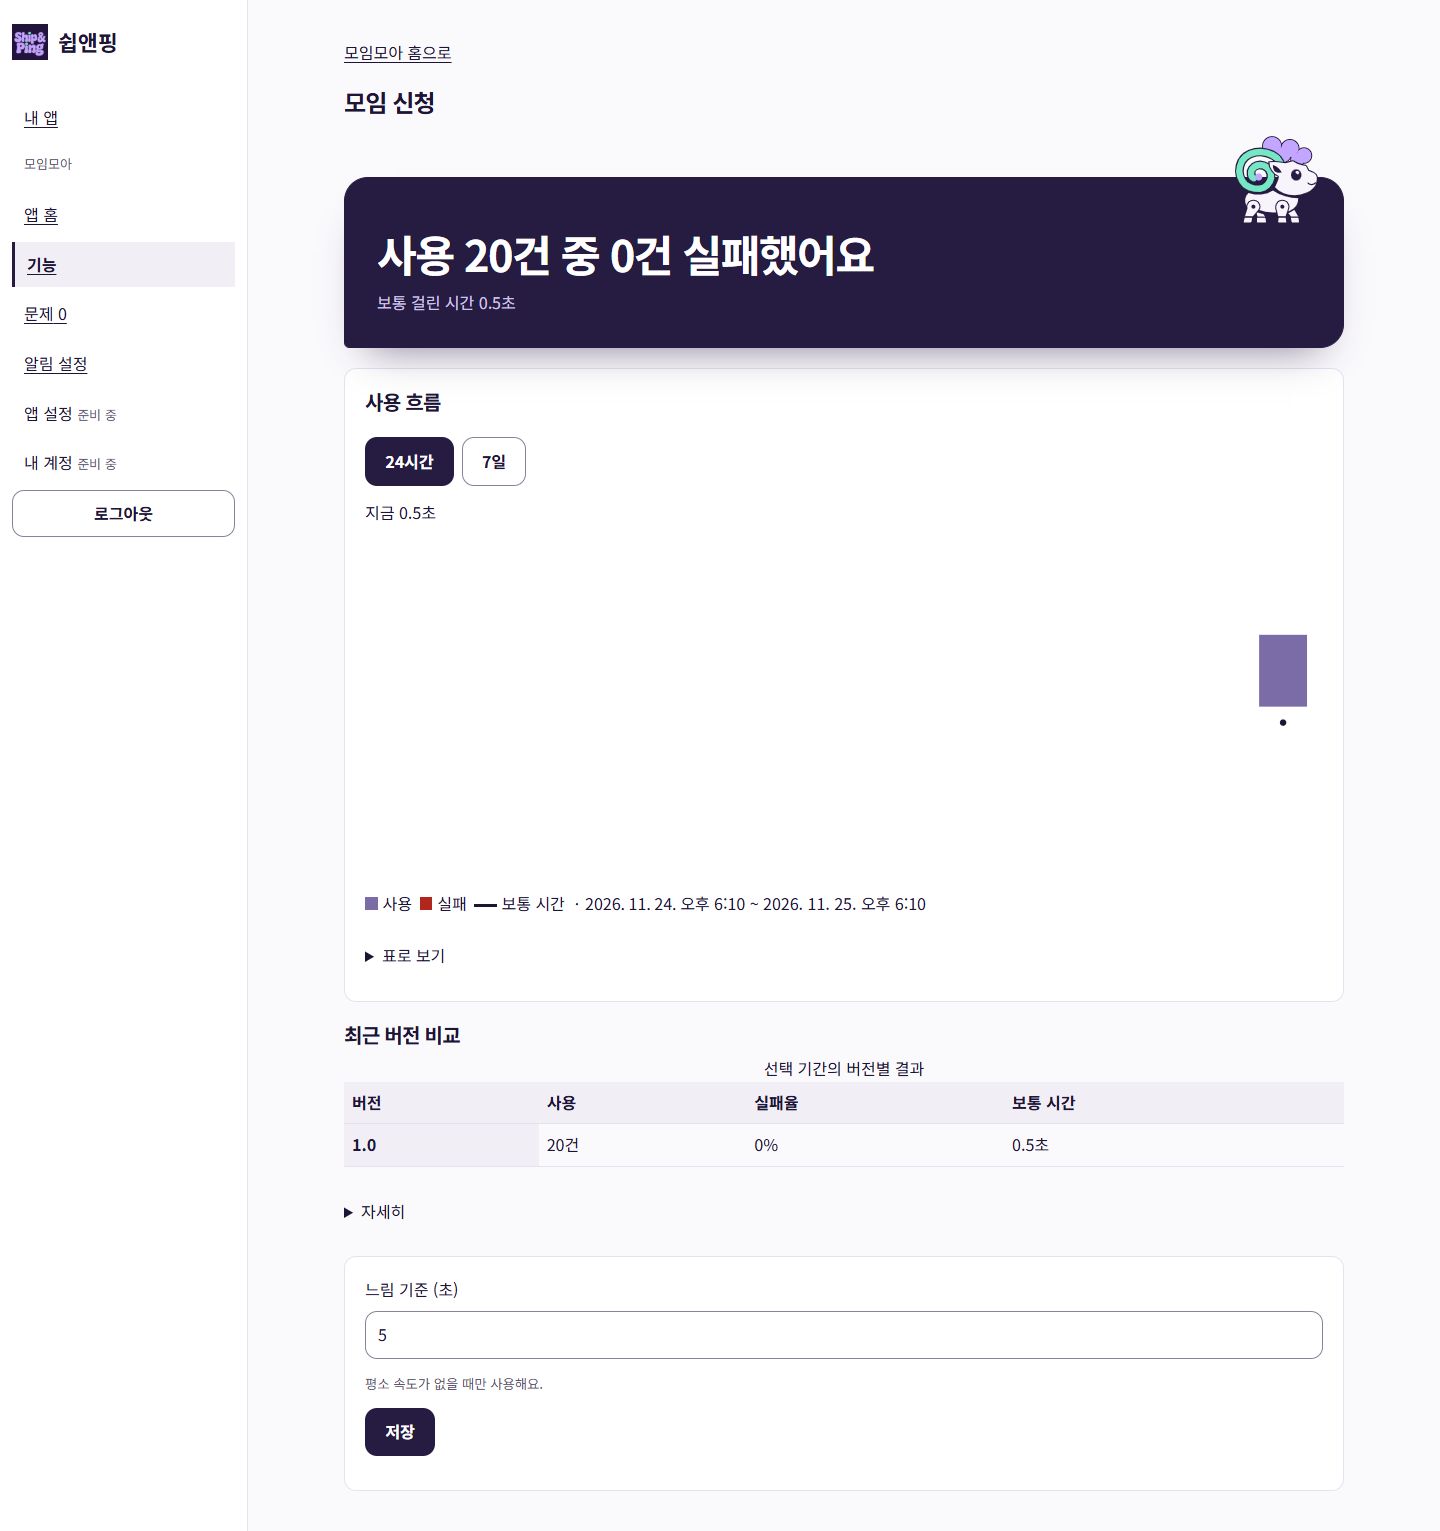 Ship&
Ping
쉽앤핑
내 앱
모임모아
앱 홈
기능
문제 0
알림 설정
앱 설정 준비 중
내 계정 준비 중
로그아웃
모임모아 홈으로
모임 신청
사용 20건 중 0건 실패했어요
보통 걸린 시간 0.5초
사용 흐름
24시간 7일
지금 0.5초
사용 실패 보통 시간 · 2026. 11. 24. 오후 6:10 ~ 2026. 11. 25. 오후 6:10
표로 보기
최근 버전 비교
선택 기간의 버전별 결과
버전 사용 실패율 보통 시간
1.0 20건 0% 0.5초
자세히
느림 기준 (초)
5
평소 속도가 없을 때만 사용해요.
저장